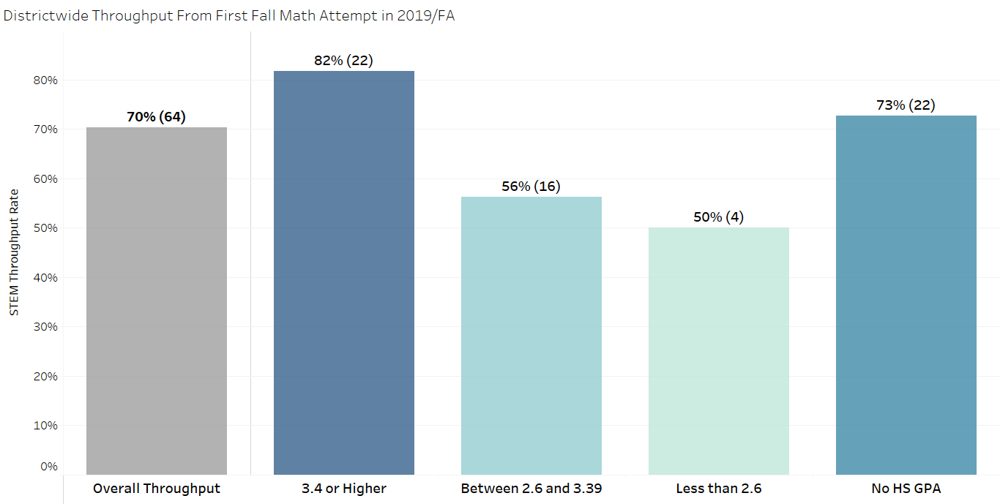 Districtwide Throughput From First Fall Math Attempt in 2019/FA
82% (22)
80%
73% (22)
70% (64)
70%
60%
56% (16)
50% (4)
50%
40%
30%
20%
10%
0%
STEM Throughput Rate
Overall Throughput
3.4 or Higher
Between 2.6 and 3.39
Less than 2.6
No HS GPA